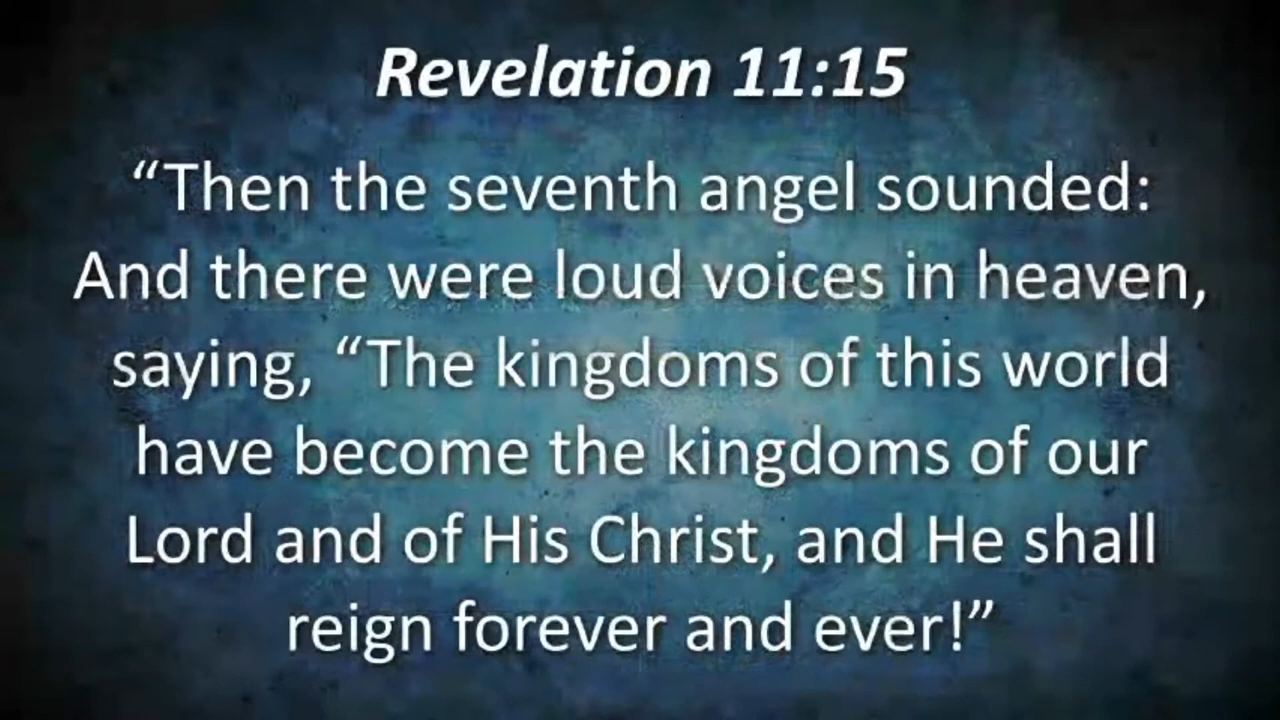 Revelation 11:15
“Then the seventh angel sounded:
And there were loud voices in heaven,
saying, “The kingdoms of this world
have become the kingdoms of our
Lord and of His Christ, and He shall
reign forever and ever!”